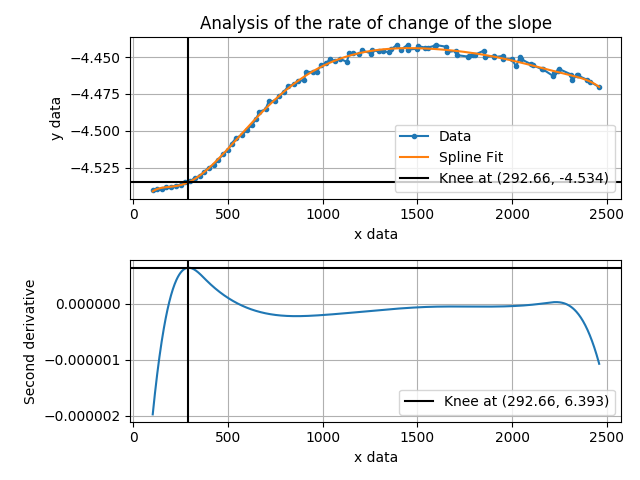 Analysis of the rate of change of the slope
−4.450
−4.475
−4.500
−4.525
y data
Data
Spline Fit
Knee at (292.66, -4.534)
0
500
1000
1500
2000
2500
x data
0.000000
−0.000001
−0.000002
Second derivative
Knee at (292.66, 6.393)
0
500
1000
1500
2000
2500
x data